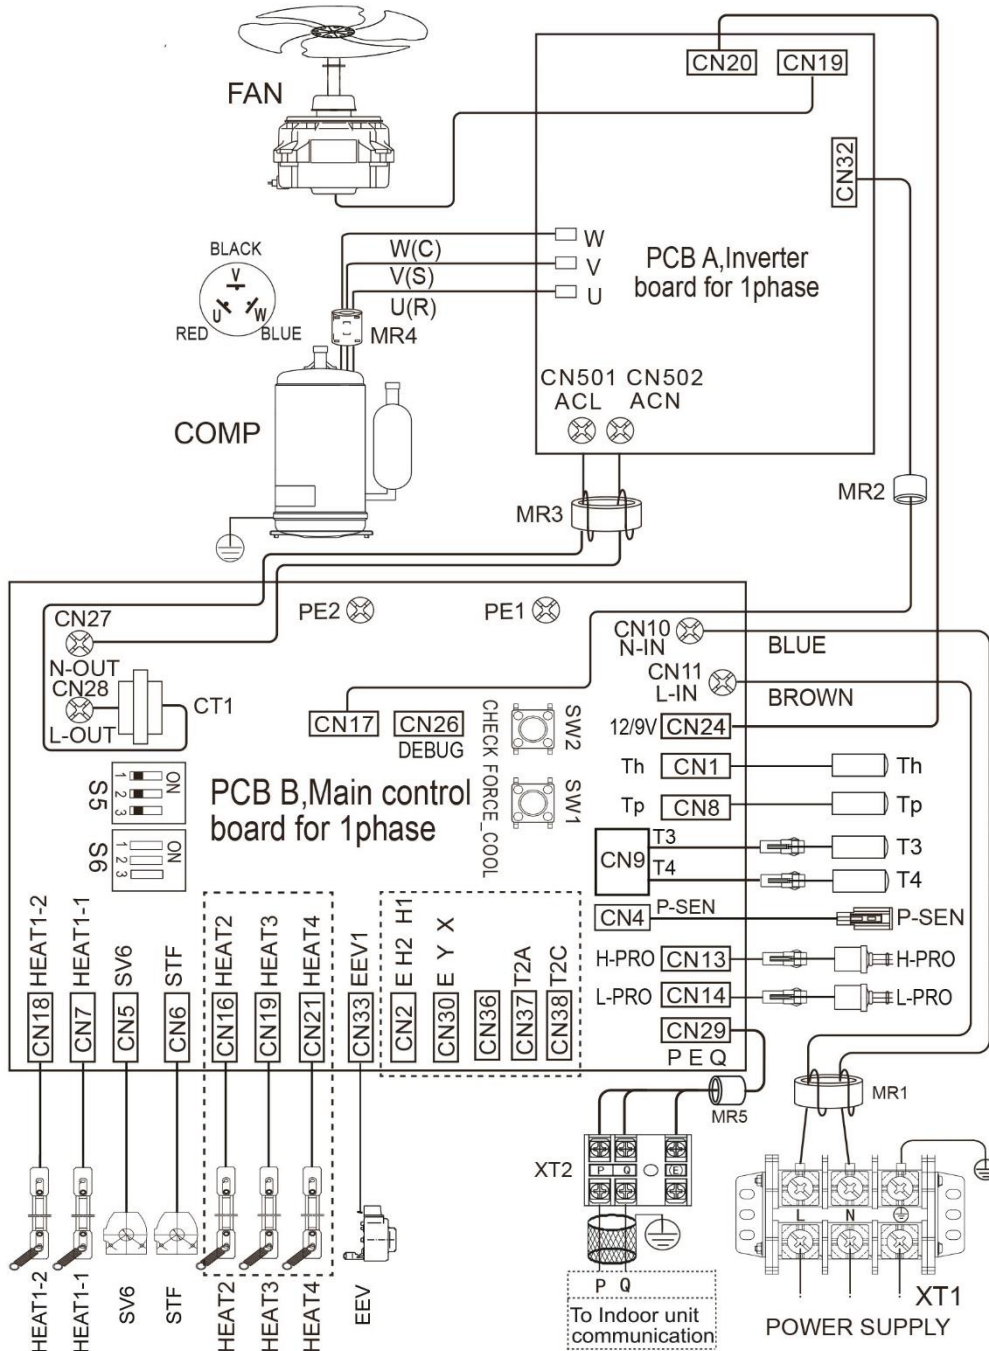 CN20
CN19
FAN
CN32
W(C)
W
BLACK
V(S)
V
PCB A,Inverter
board for 1phase
V
U(R)
U
U
W
MR4
RED
BLUE
CN501
CN502
ACL
ACN
COMP
MR2
MR3
CN27
PE2
PE1
CN10
N-IN
BLUE
N-OUT
CN28
CN11
L-IN
CT1
BROWN
L-OUT
CN17
CN26
DEBUG
CHECK FORCE_COOL
SW2
SW1
12/9V
CN24
Th
CN1
Th
S5
1
2
3
ON
PCB B,Main control
board for 1phase
Tp
CN8
Tp
S6
1
2
3
ON
CN9
T3
T3
T4
T4
CN4
P-SEN
P-SEN
H-PRO
CN13
H-PRO
L-PRO
CN14
L-PRO
CN29
P E Q
CN18
HEAT1-2
CN7
HEAT1-1
CN5
SV6
CN6
STF
CN16
HEAT2
CN19
HEAT3
CN21
HEAT4
CN33
EEV1
CN2
E H2 H1
CN30
E Y X
CN36
CN37
T2A
CN38
T2C
MR5
MR1
XT2
P
Q
(E)
L
N
HEAT1-2
HEAT1-1
SV6
STF
HEAT2
HEAT3
HEAT4
EEV
P Q
To Indoor unit
communication
XT1
POWER SUPPLY